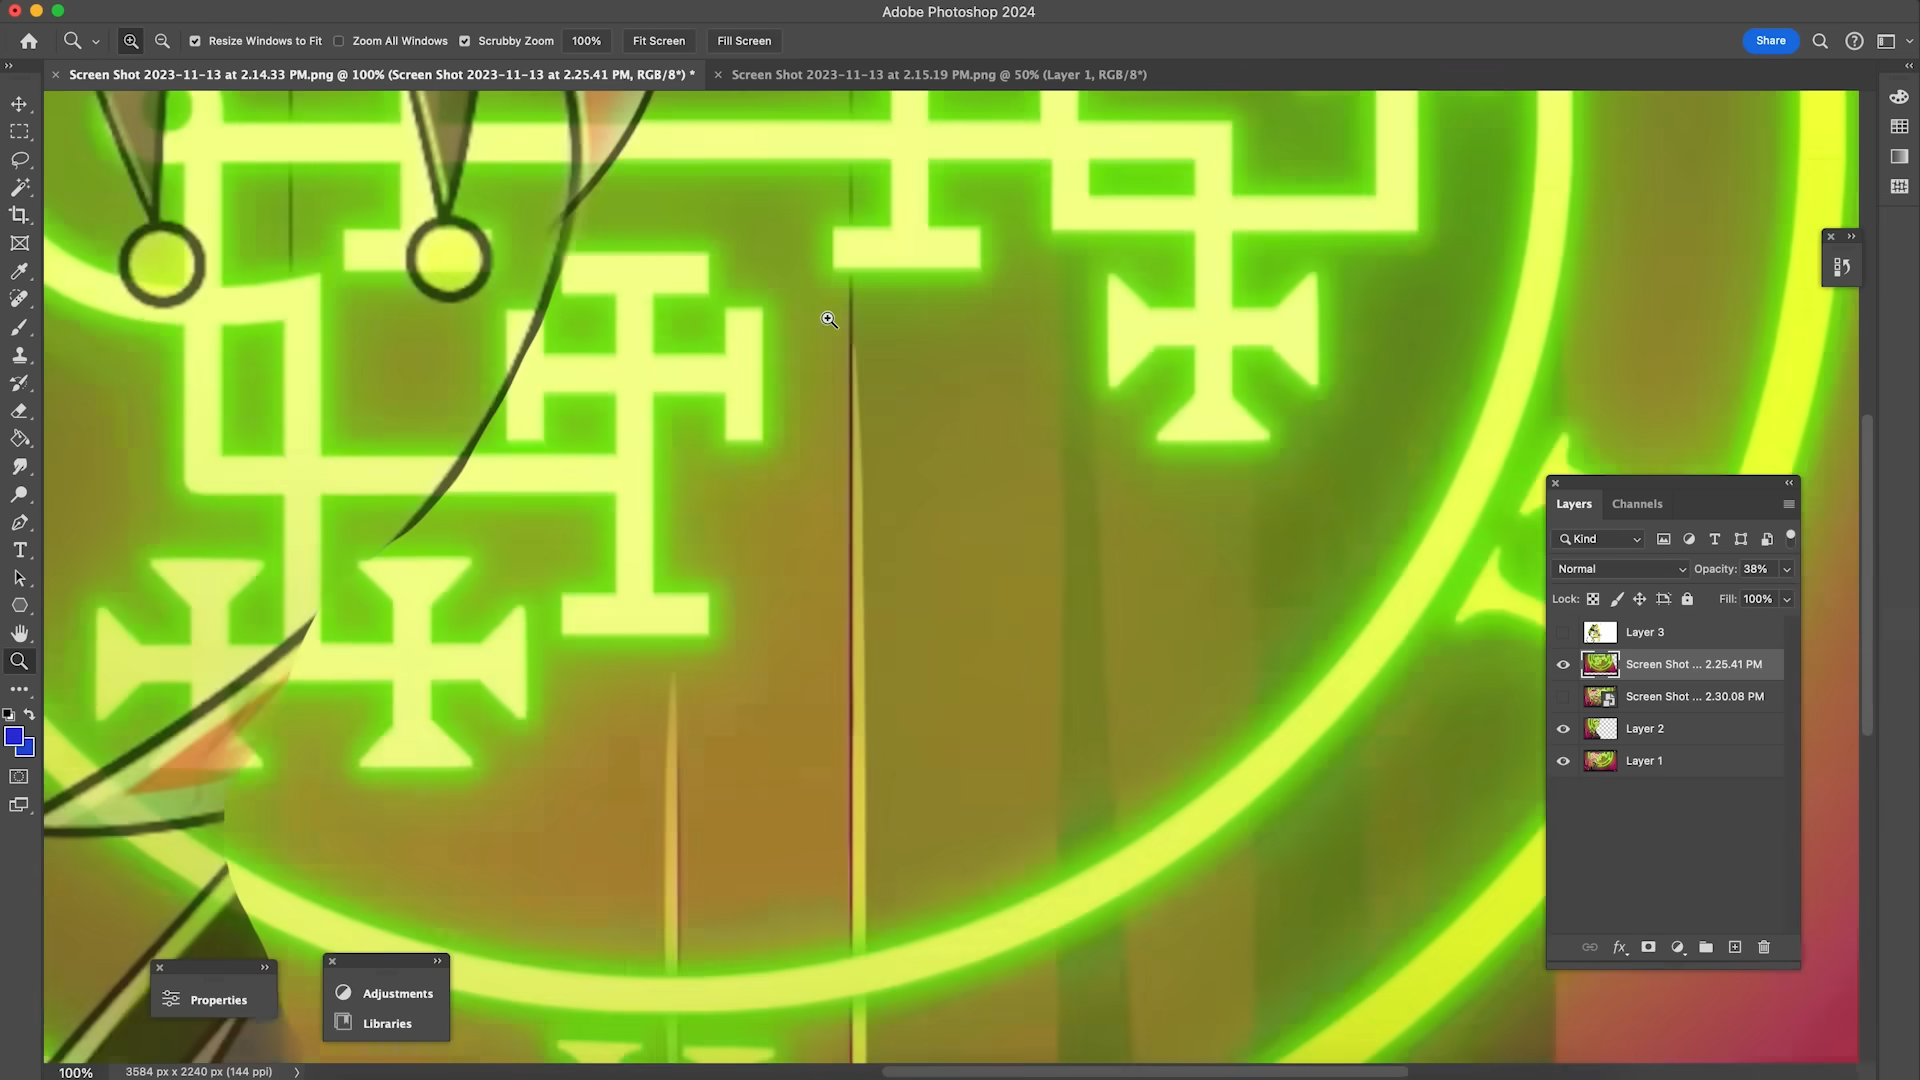 Adobe Photoshop 2024
Resize Windows to Fit Zoom All Windows Scrubby Zoom 100% Fit Screen Fill Screen Share
Screen Shot 2023-11-13 at 2.14.33 PM.png @ 100% (Screen Shot 2023-11-13 at 2.25.41 PM, RGB/8*) * Screen Shot 2023-11-13 at 2.15.19 PM.png @ 50% (Layer 1, RGB/8*)
Layers Channels
Kind
Normal Opacity: 38%
Lock: Fill: 100%
Layer 3
Screen Shot ... 2.25.41 PM
Screen Shot ... 2.30.08 PM
Layer 2
Layer 1
fx
Properties
Adjustments
Libraries
100% 3584 px x 2240 px (144 ppi)